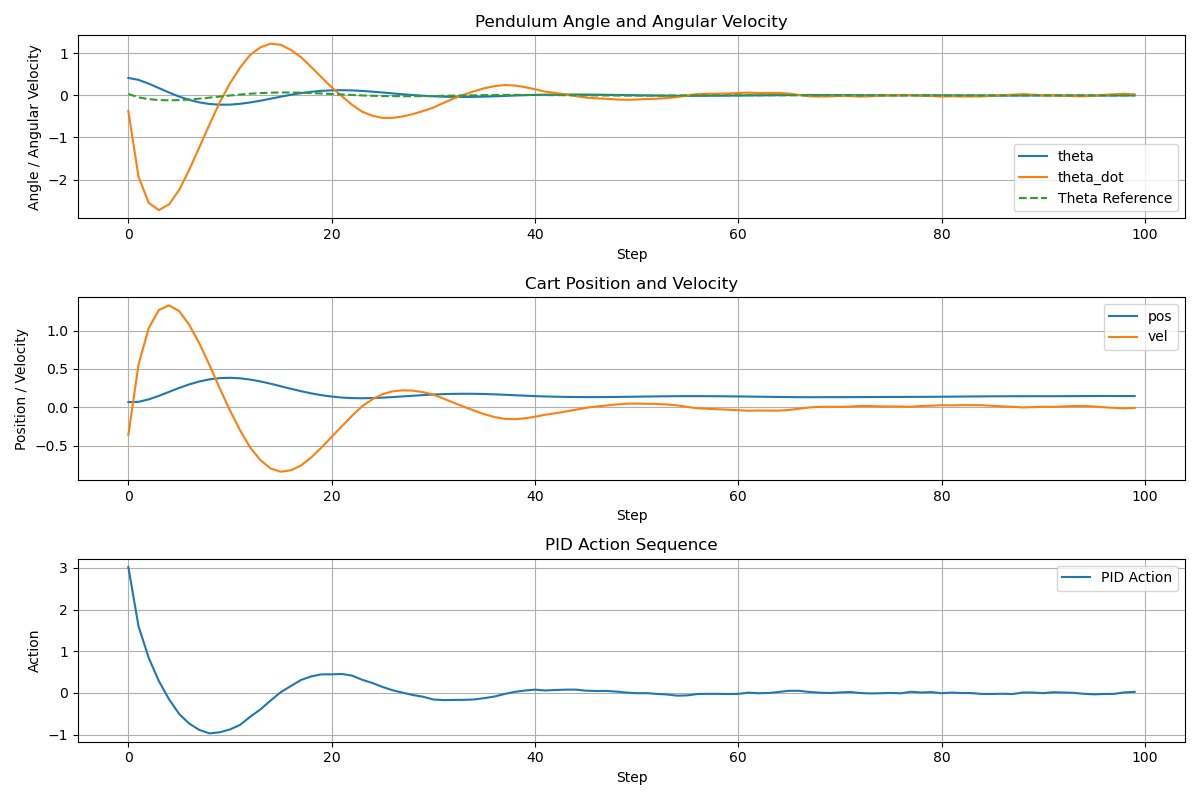 Pendulum Angle and Angular Velocity
Angle / Angular Velocity
1
0
−1
−2
theta
theta_dot
Theta Reference
0 20 40 60 80 100
Step
Cart Position and Velocity
Position / Velocity
1.0
0.5
0.0
−0.5
pos
vel
0 20 40 60 80 100
Step
PID Action Sequence
Action
3
2
1
0
−1
PID Action
0 20 40 60 80 100
Step